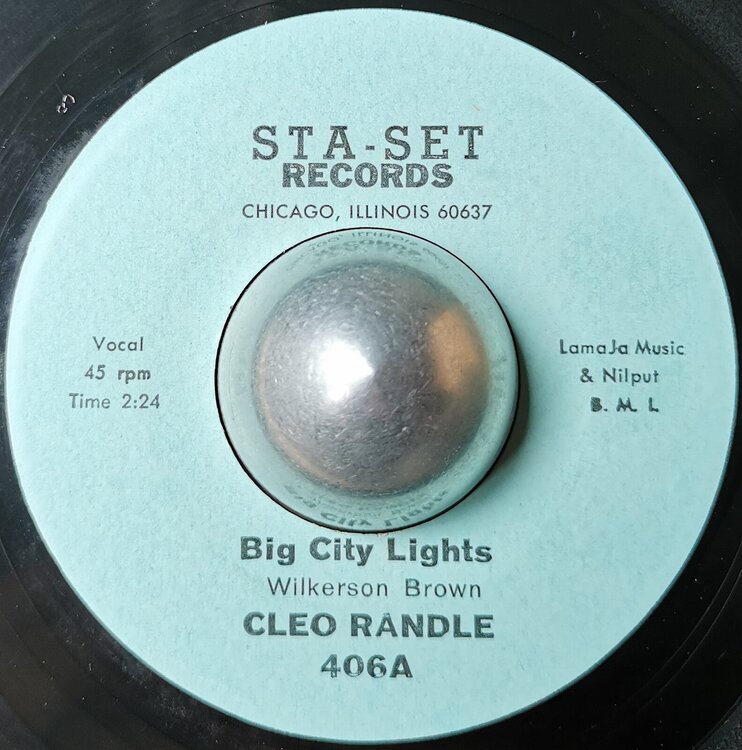 STA-SET
RECORDS
CHICAGO, ILLINOIS 60637
Vocal
45 rpm
Time 2:24
LamaJa Music
& Nilput
B. M. I.
Big City Lights
Wilkerson Brown
CLEO RANDLE
406A